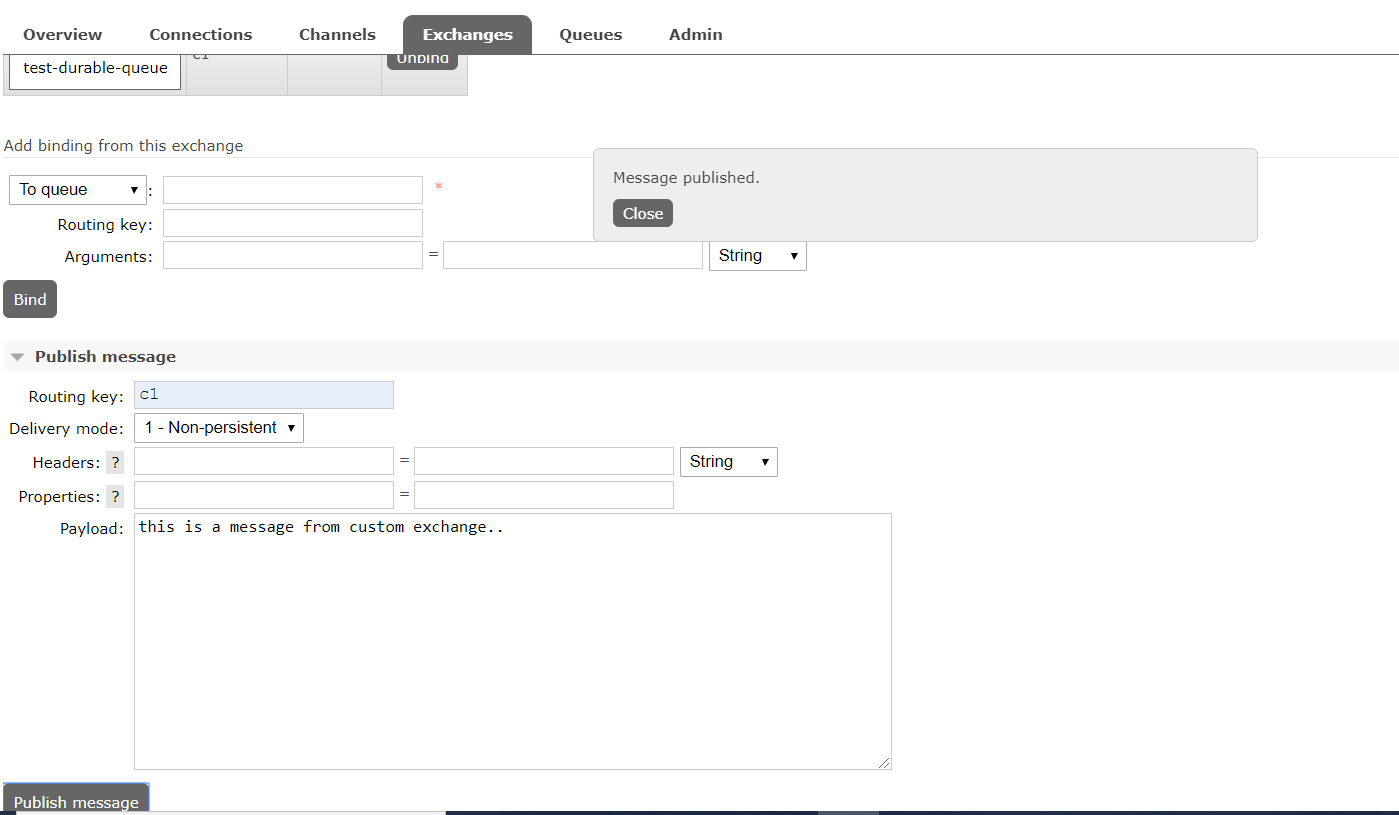 Overview Connections Channels Exchanges Queues Admin
test-durable-queue c1 Unbind
Add binding from this exchange
Message published.
Close
To queue ▾ : *
Routing key:
Arguments: = String ▾
Bind
▼ Publish message
Routing key: c1
Delivery mode: 1 - Non-persistent ▾
Headers: ? = String ▾
Properties: ? =
Payload: this is a message from custom exchange..
Publish message